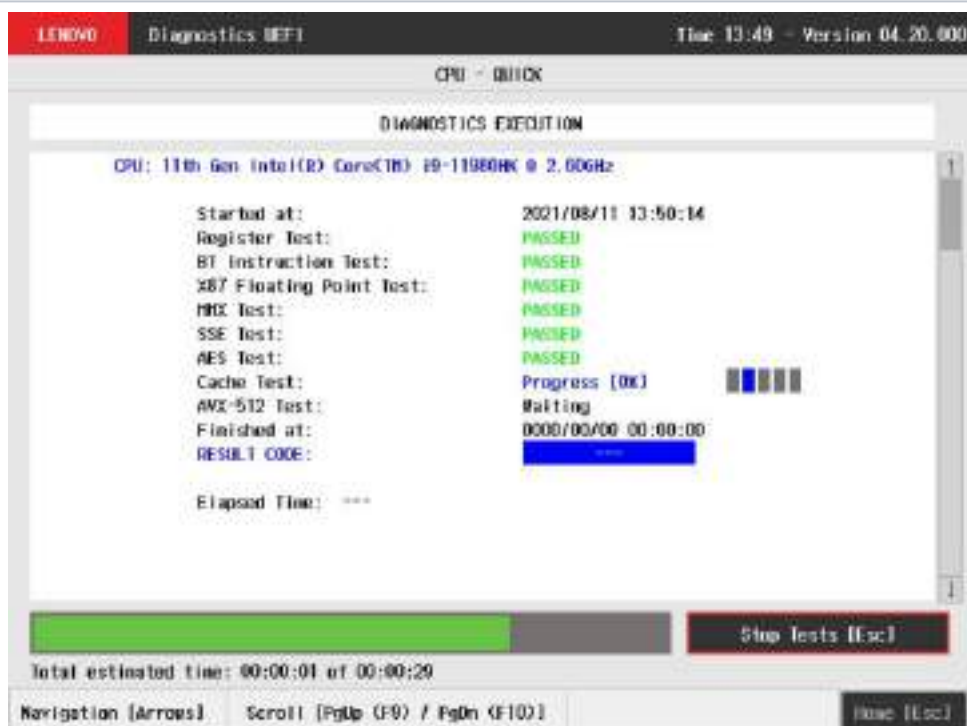 LENOVO Diagnostics UEFI Time 13:49 - Version 04.20.000
CPU - QUICK
DIAGNOSTICS EXECUTION
CPU: 11th Gen Intel(R) Core(TM) i9-11980HK @ 2.60GHz
Started at: 2021/08/11 13:50:14
Register Test: PASSED
BT Instruction Test: PASSED
X87 Floating Point Test: PASSED
MMX Test: PASSED
SSE Test: PASSED
AES Test: PASSED
Cache Test: Progress [0%]
AVX-512 Test: Waiting
Finished at: 0000/00/00 00:00:00
RESULT CODE: ---
Elapsed Time: ---
Stop Tests [Esc]
Total estimated time: 00:00:01 of 00:00:29
Navigation [Arrows] Scroll [PgUp (F9) / PgDn (F10)] Home [Esc]